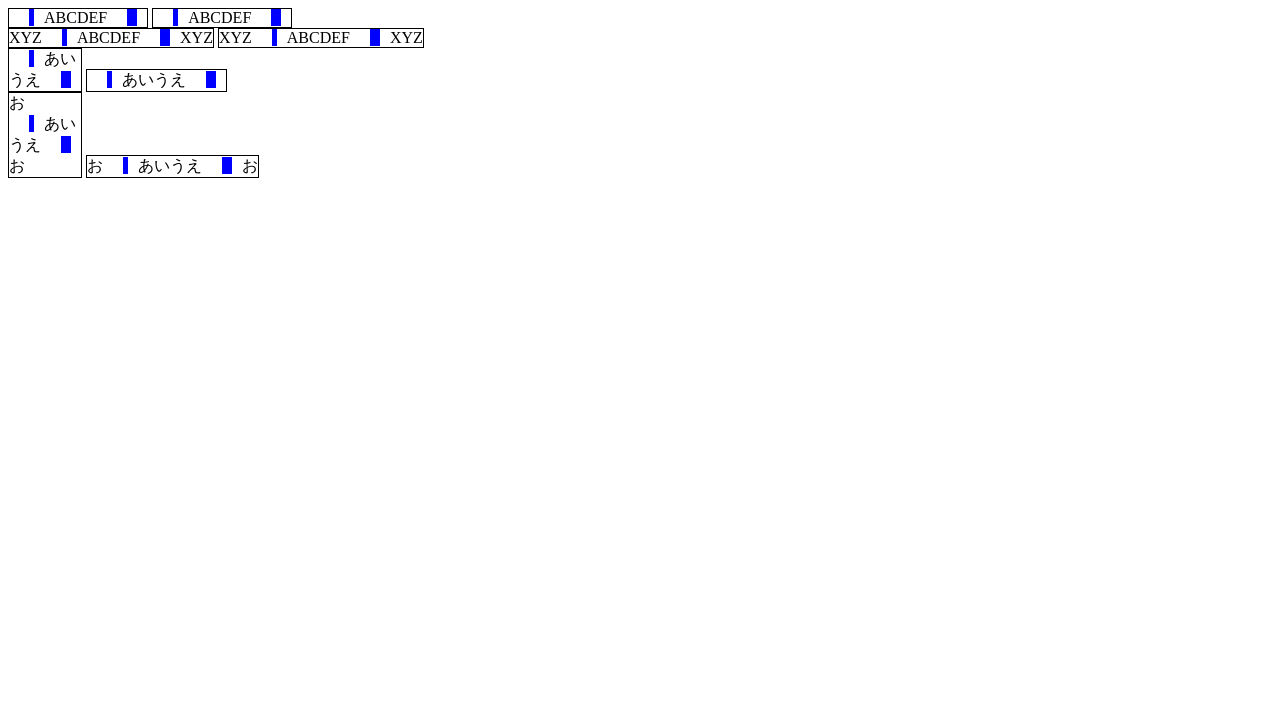 ABCDEF ABCDEF
XYZ ABCDEF XYZ XYZ ABCDEF XYZ
あい
うえ あいうえ
お
あい
うえ
お お あいうえ お